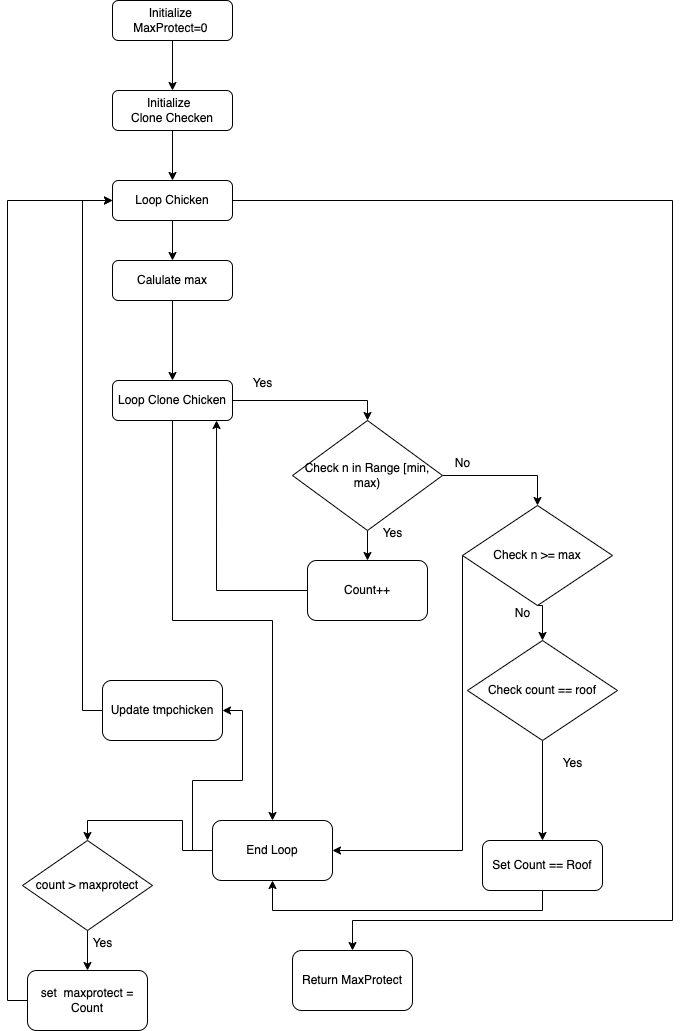 Initialize
MaxProtect=0
Initialize
Clone Checken
Loop Chicken
Calulate max
Loop Clone Chicken
Yes
Check n in Range [min,
max)
No
Yes
Count++
Check n >= max
No
Check count == roof
Yes
Update tmpchicken
End Loop
Set Count == Roof
count > maxprotect
Yes
set maxprotect =
Count
Return MaxProtect